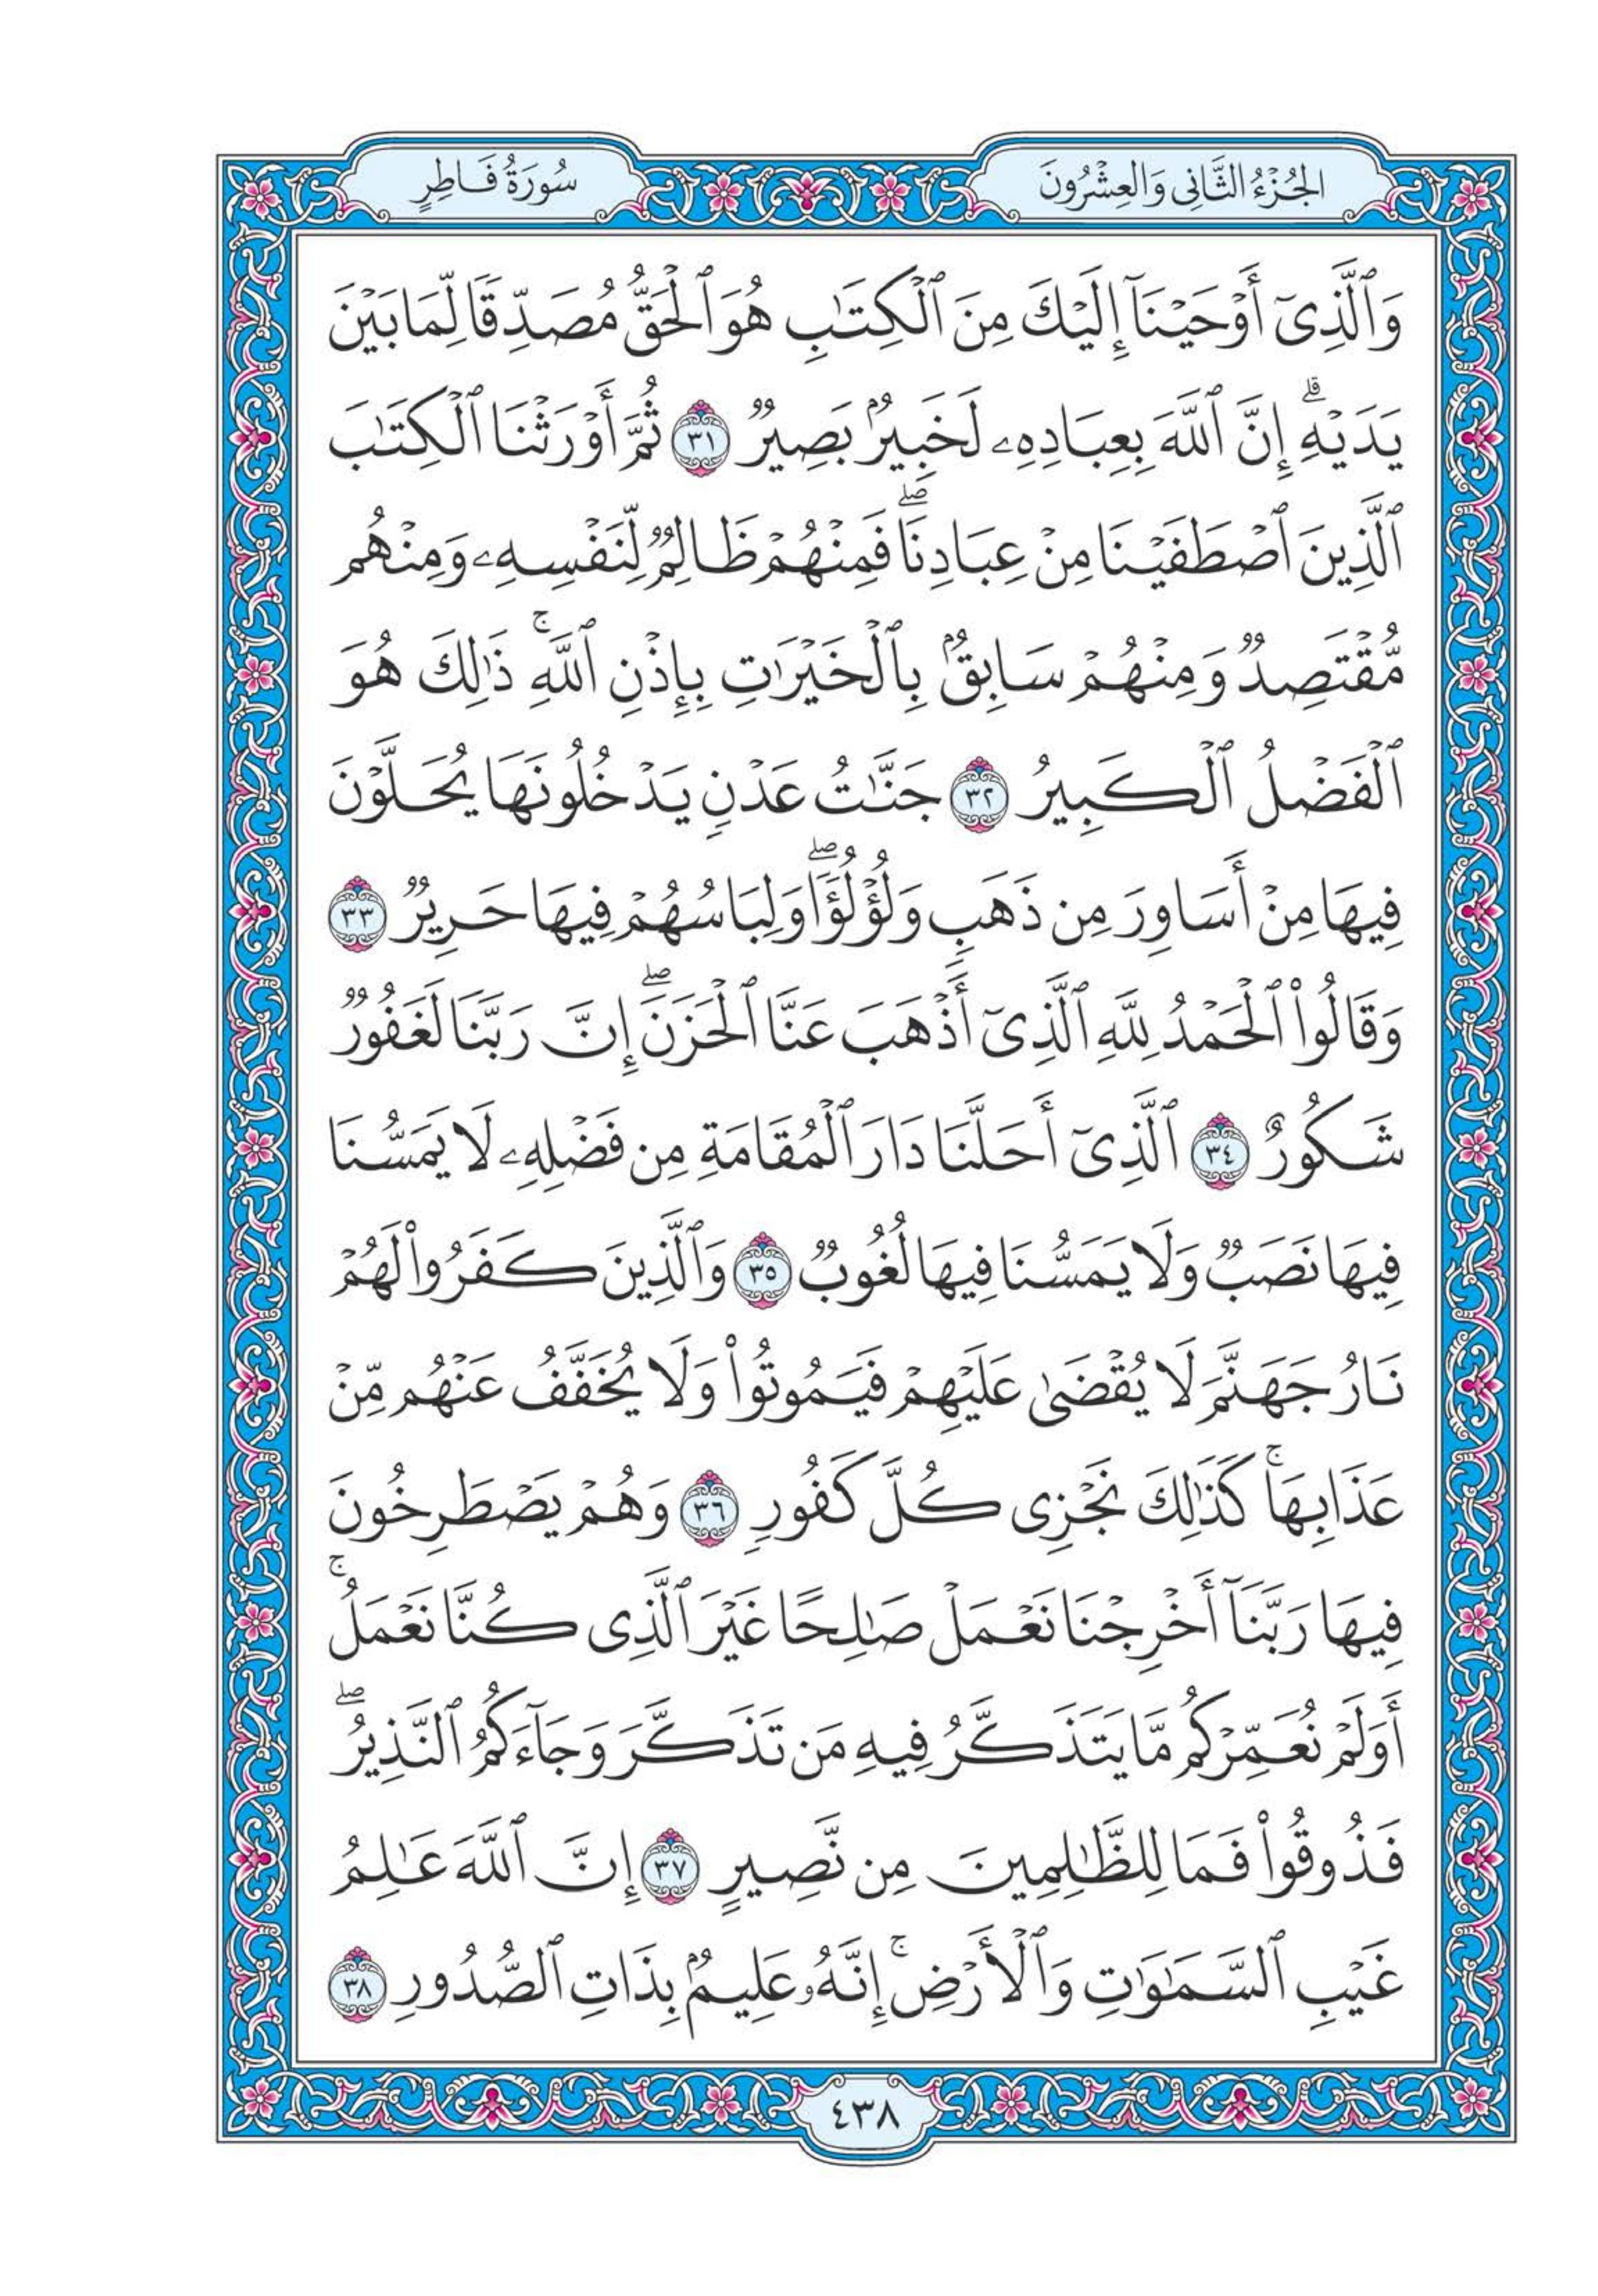 الجُزْءُ الثَّانِي وَالعِشْرُونَ
سُورَةُ فَاطِرٍ
وَٱلَّذِىٓ أَوْحَيْنَآ إِلَيْكَ مِنَ ٱلْكِتَـٰبِ هُوَ ٱلْحَقُّ مُصَدِّقًا لِّمَا بَيْنَ
يَدَيْهِ ۗ إِنَّ ٱللَّهَ بِعِبَادِهِۦ لَخَبِيرٌۢ بَصِيرٌ ٣١ ثُمَّ أَوْرَثْنَا ٱلْكِتَـٰبَ
ٱلَّذِينَ ٱصْطَفَيْنَا مِنْ عِبَادِنَا ۖ فَمِنْهُمْ ظَالِمٌ لِّنَفْسِهِۦ وَمِنْهُم
مُّقْتَصِدٌ وَمِنْهُمْ سَابِقٌۢ بِٱلْخَيْرَٰتِ بِإِذْنِ ٱللَّهِ ۚ ذَٰلِكَ هُوَ
ٱلْفَضْلُ ٱلْكَبِيرُ ٣٢ جَنَّـٰتُ عَدْنٍ يَدْخُلُونَهَا يُحَلَّوْنَ
فِيهَا مِنْ أَسَاوِرَ مِن ذَهَبٍ وَلُؤْلُؤًا ۖ وَلِبَاسُهُمْ فِيهَا حَرِيرٌ ٣٣
وَقَالُوا۟ ٱلْحَمْدُ لِلَّهِ ٱلَّذِىٓ أَذْهَبَ عَنَّا ٱلْحَزَنَ ۖ إِنَّ رَبَّنَا لَغَفُورٌ
شَكُورٌ ٣٤ ٱلَّذِىٓ أَحَلَّنَا دَارَ ٱلْمُقَامَةِ مِن فَضْلِهِۦ لَا يَمَسُّنَا
فِيهَا نَصَبٌ وَلَا يَمَسُّنَا فِيهَا لُغُوبٌ ٣٥ وَٱلَّذِينَ كَفَرُوا۟ لَهُمْ
نَارُ جَهَنَّمَ لَا يُقْضَىٰ عَلَيْهِمْ فَيَمُوتُوا۟ وَلَا يُخَفَّفُ عَنْهُم مِّنْ
عَذَابِهَا ۚ كَذَٰلِكَ نَجْزِى كُلَّ كَفُورٍ ٣٦ وَهُمْ يَصْطَرِخُونَ
فِيهَا رَبَّنَآ أَخْرِجْنَا نَعْمَلْ صَـٰلِحًا غَيْرَ ٱلَّذِى كُنَّا نَعْمَلُ ۚ
أَوَلَمْ نُعَمِّرْكُم مَّا يَتَذَكَّرُ فِيهِ مَن تَذَكَّرَ وَجَآءَكُمُ ٱلنَّذِيرُ ۖ
فَذُوقُوا۟ فَمَا لِلظَّـٰلِمِينَ مِن نَّصِيرٍ ٣٧ إِنَّ ٱللَّهَ عَـٰلِمُ
غَيْبِ ٱلسَّمَـٰوَٰتِ وَٱلْأَرْضِ ۚ إِنَّهُۥ عَلِيمٌۢ بِذَاتِ ٱلصُّدُورِ ٣٨
٤٣٨